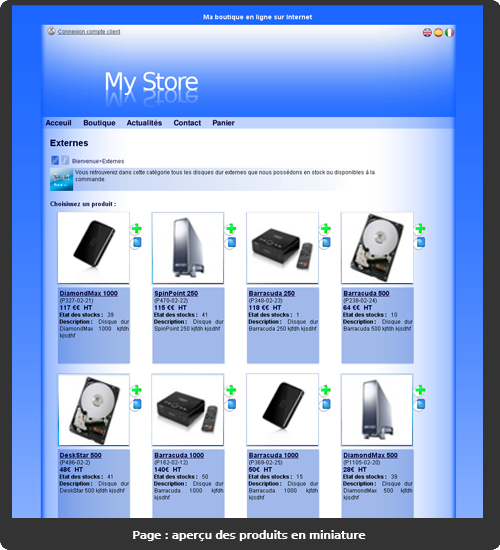 Ma boutique en ligne sur Internet
Connexion compte client
My Store
Acceuil Boutique Actualités Contact Panier
Externes
Bienvenue>Externes
Vous retrouverez dans cette catégorie tous les disques dur externes que nous possédons en stock ou disponibles à la
commande.
Choisissez un produit :
DiamondMax 1000
(P327-02-21)
117 €€ HT
Etat des stocks : 39
Description : Disque dur
DiamondMax 1000 kjfdh
kjsdhf
SpinPoint 250
(P470-02-22)
115 €€ HT
Etat des stocks : 41
Description : Disque dur
SpinPoint 250 kjfdh kjsdhf
Barracuda 250
(P348-02-23)
118 €€ HT
Etat des stocks : 1
Description : Disque dur
Barracuda 250 kjfdh kjsdhf
Barracuda 500
(P238-02-24)
64 €€ HT
Etat des stocks : 10
Description : Disque dur
Barracuda 500 kjfdh kjsdhf
DeskStar 500
(P496-02-2)
48€ HT
Etat des stocks : 41
Description : Disque dur
DeskStar 500 kjfdh kjsdhf
Barracuda 1000
(P162-02-12)
140€ HT
Etat des stocks : 50
Description : Disque dur
Barracuda 1000 kjfdh
kjsdhf
Barracuda 1000
(P369-02-25)
50€ HT
Etat des stocks : 15
Description : Disque dur
Barracuda 1000 kjfdh
kjsdhf
DiamondMax 500
(P1105-02-20)
28€ HT
Etat des stocks : 39
Description : Disque dur
DiamondMax 500 kjfdh
kjsdhf
Page : aperçu des produits en miniature